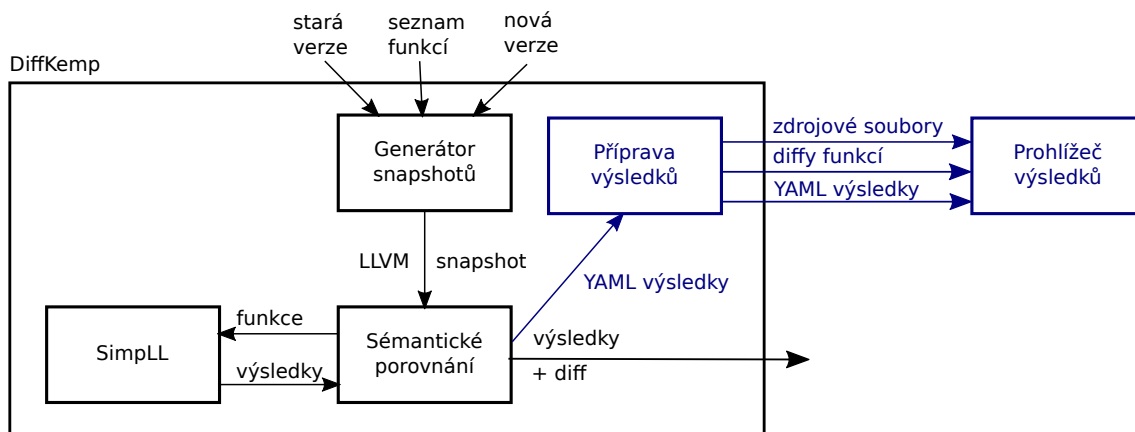 stará
verze
seznam
funkcí
nová
verze
DiffKemp
Generátor
snapshotů
Příprava
výsledků
zdrojové soubory
diffy funkcí
YAML výsledky
Prohlížeč
výsledků
LLVM snapshot
YAML výsledky
SimpLL
funkce
výsledky
Sémantické
porovnání
výsledky
+ diff